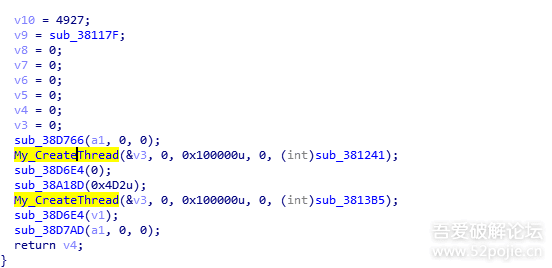 v10 = 4927;
v9 = sub_38117F;
v8 = 0;
v7 = 0;
v6 = 0;
v5 = 0;
v4 = 0;
v3 = 0;
sub_38D766(a1, 0, 0);
My_CreateThread(&v3, 0, 0x100000u, 0, (int)sub_381241);
sub_38D6E4(0);
sub_38A18D(0x4D2u);
My_CreateThread(&v3, 0, 0x100000u, 0, (int)sub_3813B5);
sub_38D6E4(v1);
sub_38D7AD(a1, 0, 0);
return v4;
}
吾爱破解论坛
www.52pojie.cn